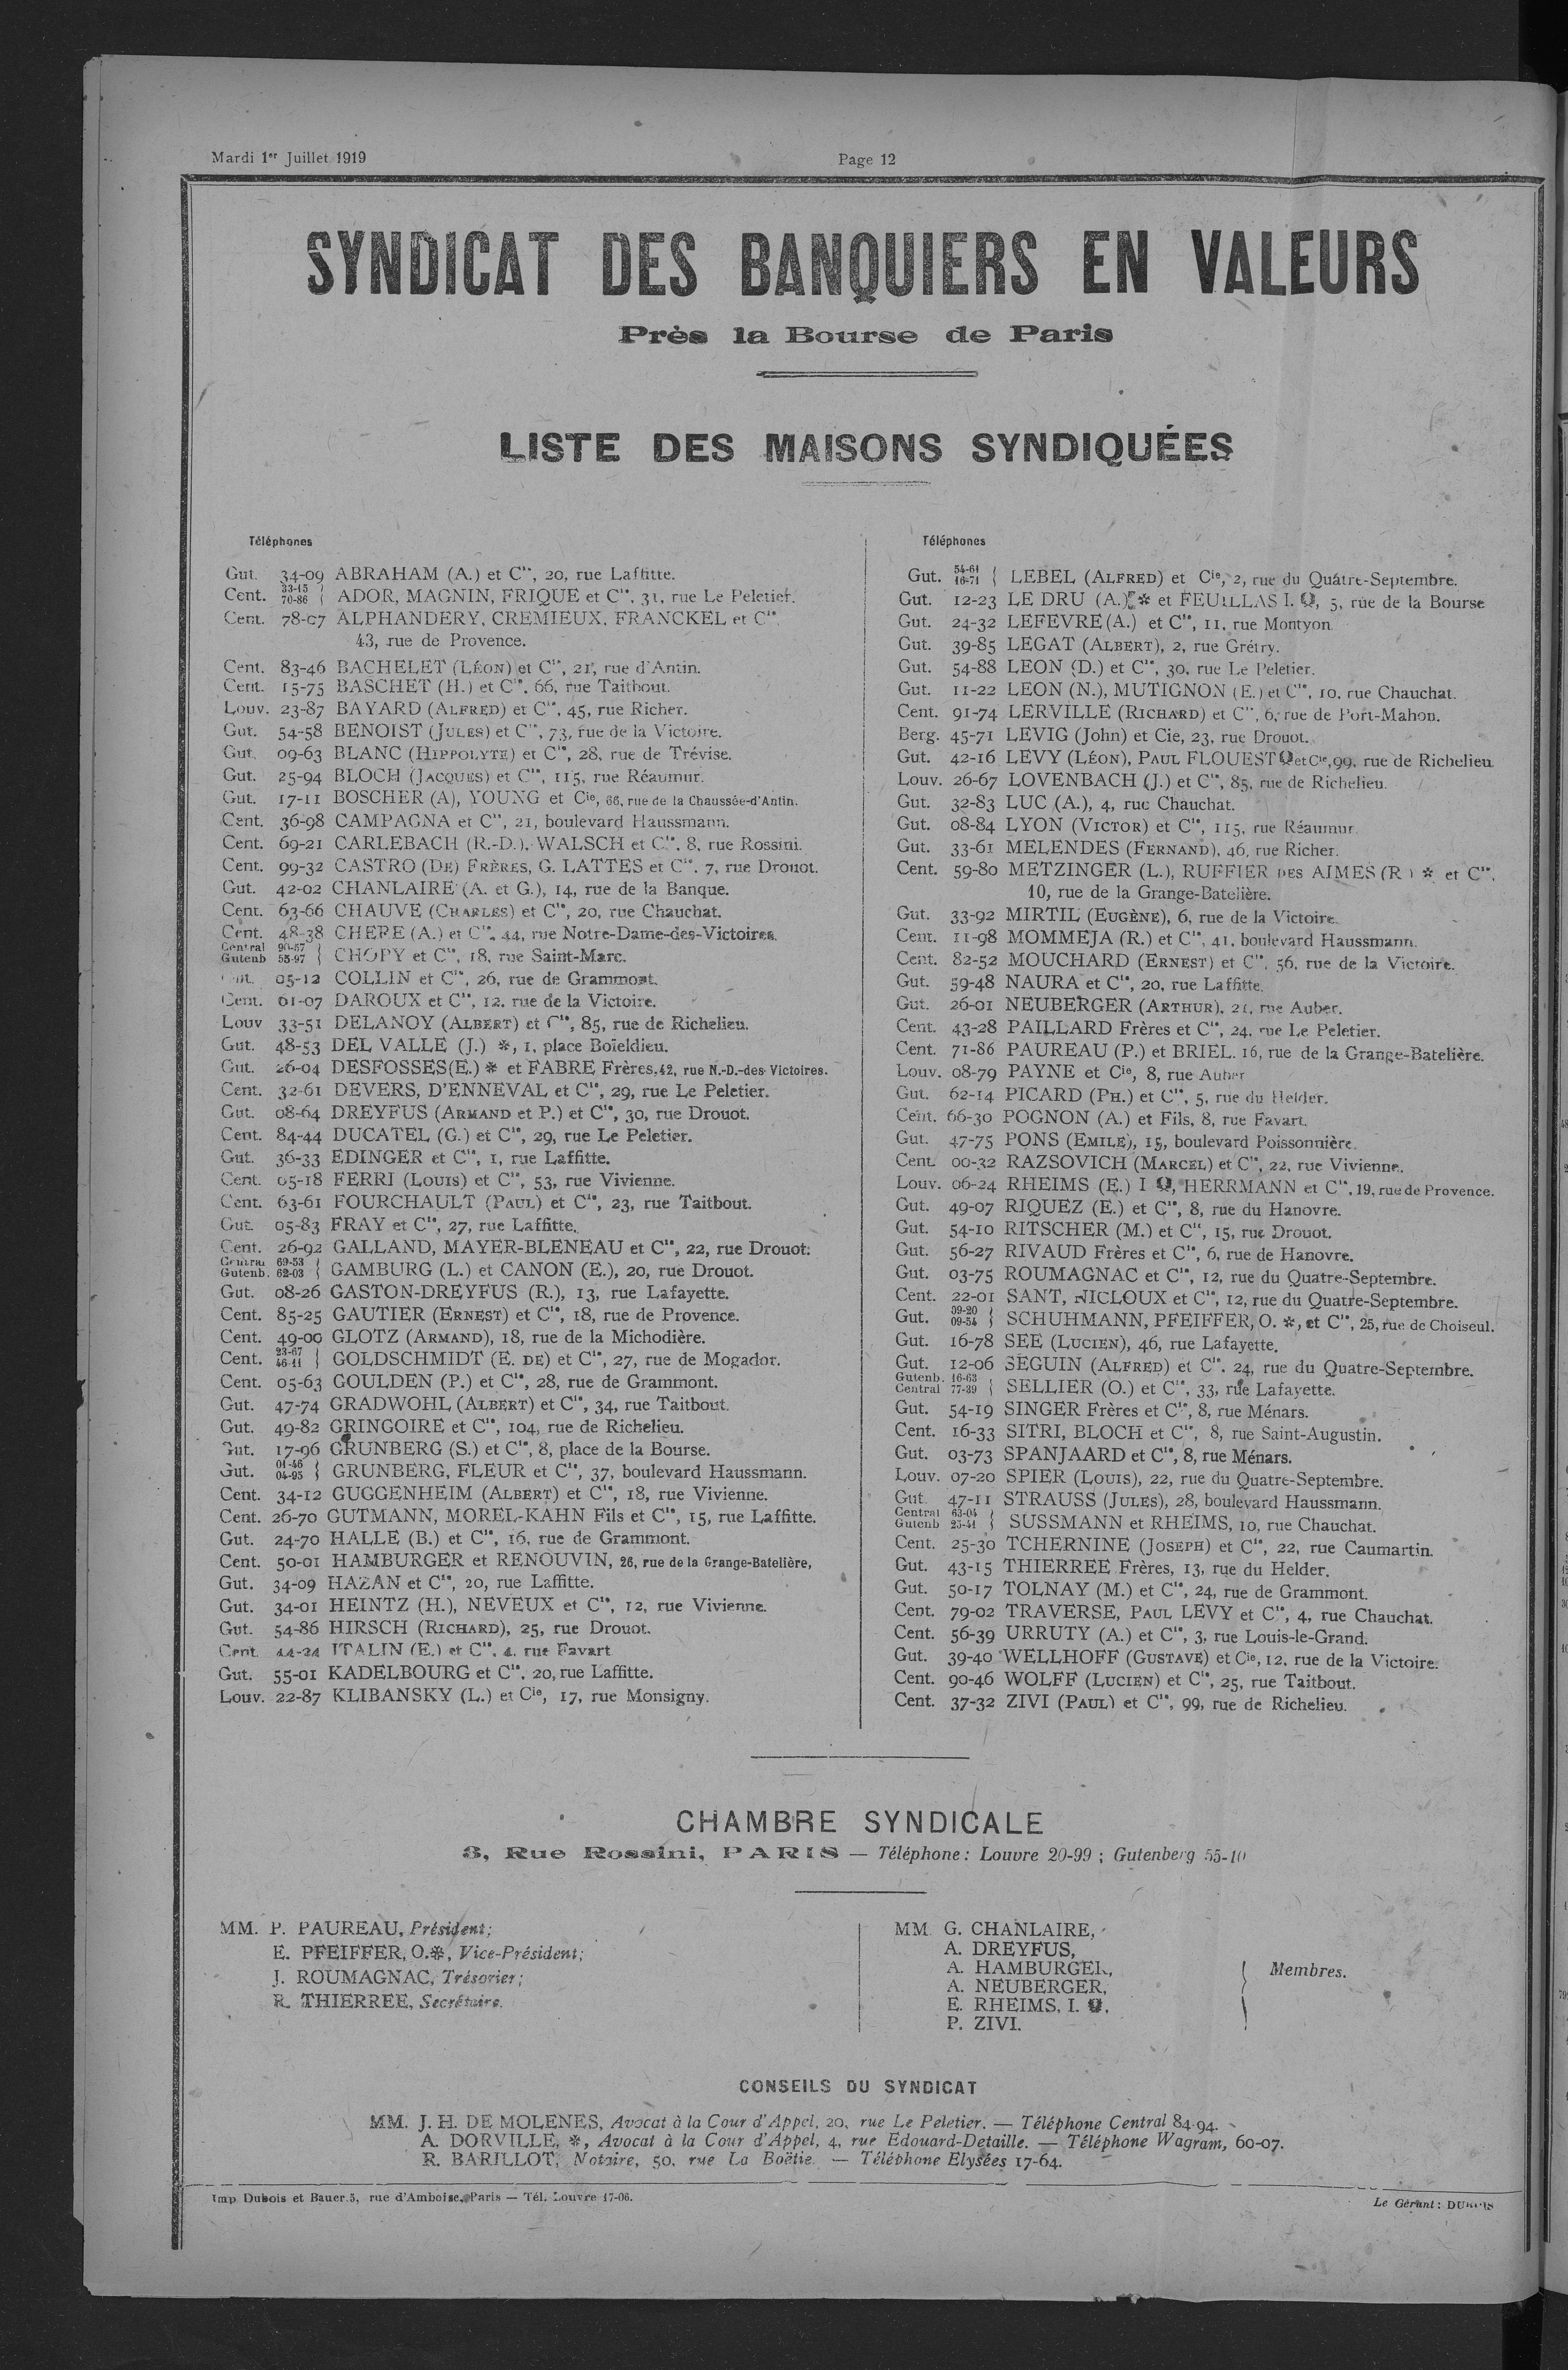 Mardi 1er Juillet 1919
Page 12
SYNDICAT DES BANQUIERS EN VALEURS
Près la Bourse de Paris
LISTE DES MAISONS SYNDIQUÉES
Téléphones
Gut. 34-09 ABRAHAM (A.) et Cie, 20, rue Laffitte.
Cent. 33-15 70-86 { ADOR, MAGNIN, FRIQUE et Cie, 31, rue Le Peletier.
Cent. 78-07 ALPHANDERY, CREMIEUX, FRANCKEL et Cie,
43, rue de Provence.
Cent. 83-46 BACHELET (LÉON) et Cie, 21, rue d'Antin.
Cent. 15-75 BASCHET (H.) et Cie, 66, rue Taitbout.
Louv. 23-87 BAYARD (ALFRED) et Cie, 45, rue Richer.
Gut. 54-58 BENOIST (JULES) et Cie, 73, rue de la Victoire.
Gut. 09-63 BLANC (HIPPOLYTE) et Cie, 28, rue de Trévise.
Gut. 25-94 BLOCH (JACQUES) et Cie, 115, rue Réaumur.
Gut. 17-11 BOSCHER (A), YOUNG et Cie, 66, rue de la Chaussée-d'Antin.
Cent. 36-98 CAMPAGNA et Cie, 21, boulevard Haussmann.
Cent. 69-21 CARLEBACH (R.-D.), WALSCH et Cie, 8, rue Rossini.
Cent. 99-32 CASTRO (DE) FRÈRES, G. LATTES et Cie, 7, rue Drouot.
Gut. 42-02 CHANLAIRE (A. et G.), 14, rue de la Banque.
Cent. 63-66 CHAUVE (CHARLES) et Cie, 20, rue Chauchat.
Cent. 48-38 CHEPE (A.) et Cie, 44, rue Notre-Dame-des-Victoires.
Central 90-57 Gutenb 55-97 { CHOPY et Cie, 18, rue Saint-Marc.
05-12 COLLIN et Cie, 26, rue de Grammont.
Cent. 01-07 DAROUX et Cie, 12, rue de la Victoire.
Louv 33-51 DELANOY (ALBERT) et Cie, 85, rue de Richelieu.
Gut. 48-53 DEL VALLE (J.) *, 1, place Boieldieu.
Gut. 26-04 DESFOSSES (E.) * et FABRE Frères, 42, rue N.-D.-des Victoires.
Cent. 32-61 DEVERS, D'ENNEVAL et Cie, 29, rue Le Peletier.
Gut. 08-64 DREYFUS (ARMAND et P.) et Cie, 30, rue Drouot.
Cent. 84-44 DUCATEL (G.) et Cie, 29, rue Le Peletier.
Gut. 36-33 EDINGER et Cie, 1, rue Laffitte.
Cent. 05-18 FERRI (LOUIS) et Cie, 53, rue Vivienne.
Cent. 63-61 FOURCHAULT (PAUL) et Cie, 23, rue Taitbout.
Gut. 05-83 FRAY et Cie, 27, rue Laffitte.
Cent. 26-92 GALLAND, MAYER-BLENEAU et Cie, 22, rue Drouot.
Central 69-53 Gutenb. 62-03 { GAMBURG (L.) et CANON (E.), 20, rue Drouot.
Gut. 08-26 GASTON-DREYFUS (R.), 13, rue Lafayette.
Cent. 85-25 GAUTIER (ERNEST) et Cie, 18, rue de Provence.
Cent. 49-00 GLOTZ (ARMAND), 18, rue de la Michodière.
Cent. 23-67 46-41 { GOLDSCHMIDT (E. DE) et Cie, 27, rue de Mogador.
Cent. 05-63 GOULDEN (P.) et Cie, 28, rue de Grammont.
Gut. 47-74 GRADWOHL (ALBERT) et Cie, 34, rue Taitbout.
Gut. 49-82 GRINGOIRE et Cie, 104, rue de Richelieu.
Gut. 17-96 GRUNBERG (S.) et Cie, 8, place de la Bourse.
Gut. 01-46 04-95 { GRUNBERG, FLEUR et Cie, 37, boulevard Haussmann.
Cent. 34-12 GUGGENHEIM (ALBERT) et Cie, 18, rue Vivienne.
Cent. 26-70 GUTMANN, MOREL-KAHN Fils et Cie, 15, rue Laffitte.
Gut. 24-70 HALLE (B.) et Cie, 16, rue de Grammont.
Cent. 50-01 HAMBURGER et RENOUVIN, 26, rue de la Grange-Batelière,
Gut. 34-09 HAZAN et Cie, 20, rue Laffitte.
Gut. 34-01 HEINTZ (H.), NEVEUX et Cie, 12, rue Vivienne.
Gut. 54-86 HIRSCH (RICHARD), 25, rue Drouot.
Cent. 44-24 ITALIN (E.) et Cie, 4, rue Favart
Gut. 55-01 KADELBOURG et Cie, 20, rue Laffitte.
Louv. 22-87 KLIBANSKY (L.) et Cie, 17, rue Monsigny.
Téléphones
Gut. 54-61 16-71 { LEBEL (ALFRED) et Cie, 2, rue du Quatre-Septembre.
Gut. 12-23 LE DRU (A.) * et FEUILLAS I. Q, 5, rue de la Bourse
Gut. 24-32 LEFEVRE (A.) et Cie, 11, rue Montyon.
Gut. 39-85 LEGAT (ALBERT), 2, rue Grétry.
Gut. 54-88 LEON (D.) et Cie, 30, rue Le Peletier.
Gut. 11-22 LEON (N.), MUTIGNON (E.) et Cie, 10, rue Chauchat.
Cent. 91-74 LERVILLE (RICHARD) et Cie, 6, rue de Port-Mahon.
Berg. 45-71 LEVIG (John) et Cie, 23, rue Drouot.
Gut. 42-16 LEVY (LÉON), PAUL FLOUEST Q et Cie, 99, rue de Richelieu.
Louv. 26-67 LOVENBACH (J.) et Cie, 85, rue de Richelieu.
Gut. 32-83 LUC (A.), 4, rue Chauchat.
Gut. 08-84 LYON (VICTOR) et Cie, 115, rue Réaumur.
Gut. 33-61 MELENDES (FERNAND), 46, rue Richer.
Cent. 59-80 METZINGER (L.), RUFFIER DES AIMES (R.) * et Cie,
10, rue de la Grange-Batelière.
Gut. 33-92 MIRTIL (EUGÈNE), 6, rue de la Victoire.
Cent. 11-98 MOMMEJA (R.) et Cie, 41, boulevard Haussmann.
Cent. 82-52 MOUCHARD (ERNEST) et Cie, 56, rue de la Victoire.
Gut. 59-48 NAURA et Cie, 20, rue Laffitte.
Gut. 26-01 NEUBERGER (ARTHUR), 21, rue Auber.
Cent. 43-28 PAILLARD Frères et Cie, 24, rue Le Peletier.
Cent. 71-86 PAUREAU (P.) et BRIEL, 16, rue de la Grange-Batelière.
Louv. 08-79 PAYNE et Cie, 8, rue Auber
Gut. 62-14 PICARD (PH.) et Cie, 5, rue du Helder.
Cent. 66-30 POGNON (A.) et Fils, 8, rue Favart.
Gut. 47-75 PONS (EMILE), 15, boulevard Poissonnière.
Cent. 00-32 RAZSOVICH (MARCEL) et Cie, 22, rue Vivienne.
Louv. 06-24 RHEIMS (E.) I Q, HERRMANN et Cie, 19, rue de Provence.
Gut. 49-07 RIQUEZ (E.) et Cie, 8, rue du Hanovre.
Gut. 54-10 RITSCHER (M.) et Cie, 15, rue Drouot.
Gut. 56-27 RIVAUD Frères et Cie, 6, rue de Hanovre.
Gut. 03-75 ROUMAGNAC et Cie, 12, rue du Quatre-Septembre.
Cent. 22-01 SANT, NICLOUX et Cie, 12, rue du Quatre-Septembre.
Gut. 39-20 09-54 { SCHUHMANN, PFEIFFER, O. *, et Cie, 25, rue de Choiseul.
Gut. 16-78 SEE (LUCIEN), 46, rue Lafayette.
Gut. 12-06 SEGUIN (ALFRED) et Cie, 24, rue du Quatre-Septembre.
Gutenb. 16-63 Central 77-39 { SELLIER (O.) et Cie, 33, rue Lafayette.
Gut. 54-19 SINGER Frères et Cie, 8, rue Ménars.
Cent. 16-33 SITRI, BLOCH et Cie, 8, rue Saint-Augustin.
Gut. 03-73 SPANJAARD et Cie, 8, rue Ménars.
Louv. 07-20 SPIER (LOUIS), 22, rue du Quatre-Septembre.
Gut. 47-11 STRAUSS (JULES), 28, boulevard Haussmann.
Central 63-04 Gutenb 25-41 { SUSSMANN et RHEIMS, 10, rue Chauchat.
Cent. 25-30 TCHERNINE (JOSEPH) et Cie, 22, rue Caumartin.
Gut. 43-15 THIERREE Frères, 13, rue du Helder.
Gut. 50-17 TOLNAY (M.) et Cie, 24, rue de Grammont.
Cent. 79-02 TRAVERSE, PAUL LEVY et Cie, 4, rue Chauchat.
Cent. 56-39 URRUTY (A.) et Cie, 3, rue Louis-le-Grand.
Gut. 39-40 WELLHOFF (GUSTAVE) et Cie, 12, rue de la Victoire.
Cent. 90-46 WOLFF (LUCIEN) et Cie, 25, rue Taitbout.
Cent. 37-32 ZIVI (PAUL) et Cie, 99, rue de Richelieu.
CHAMBRE SYNDICALE
8, Rue Rossini, PARIS — Téléphone: Louvre 20-99 ; Gutenberg 55-10
MM. P. PAUREAU, Président;
E. PFEIFFER, O.*, Vice-Président;
J. ROUMAGNAC, Trésorier;
R. THIERREE, Secrétaire.
MM. G. CHANLAIRE,
A. DREYFUS,
A. HAMBURGER,
A. NEUBERGER,
E. RHEIMS, I. Q,
P. ZIVI.
Membres.
CONSEILS DU SYNDICAT
MM. J. H. DE MOLENES, Avocat à la Cour d'Appel, 20, rue Le Peletier. — Téléphone Central 84-94.
A. DORVILLE, *, Avocat à la Cour d'Appel, 4, rue Edouard-Detaille. — Téléphone Wagram, 60-07.
R. BARILLOT, Notaire, 50, rue La Boëtie. — Téléphone Elysées 17-64.
Imp. Dubois et Bauer. 5, rue d'Amboise, Paris — Tél. Louvre 17-06.
Le Gérant: DUBOIS